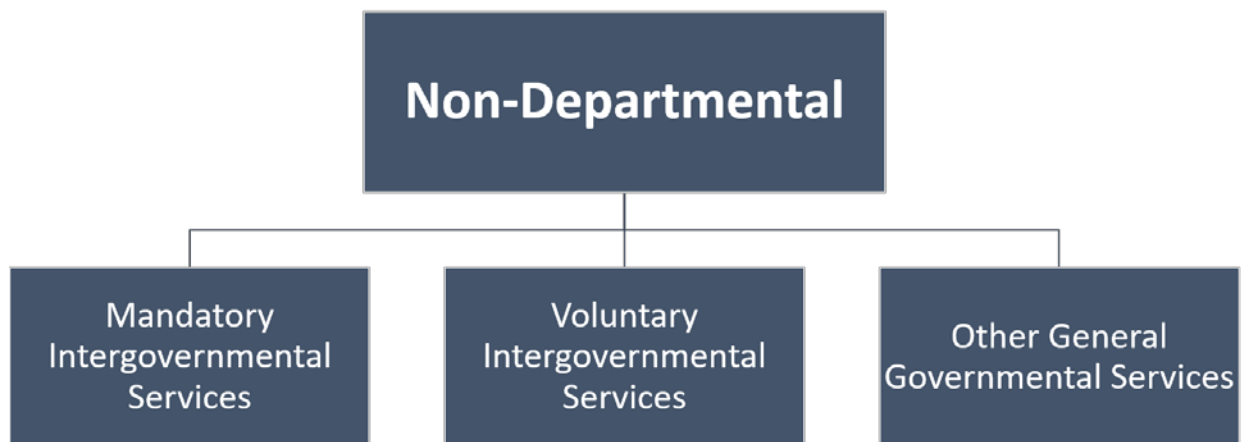 Non-Departmental
Mandatory
Intergovernmental
Services
Voluntary
Intergovernmental
Services
Other General
Governmental Services